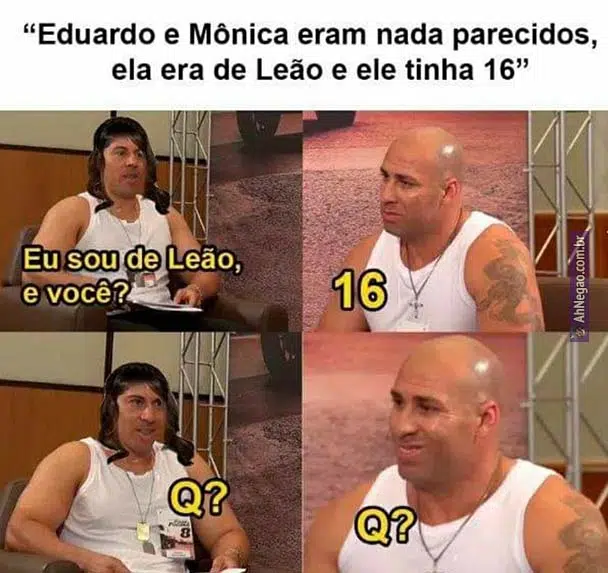 “Eduardo e Mônica eram nada parecidos,
ela era de Leão e ele tinha 16”
Eu sou de Leão,
e você?
16
AhNegao.com.br
Q?
8
Q?